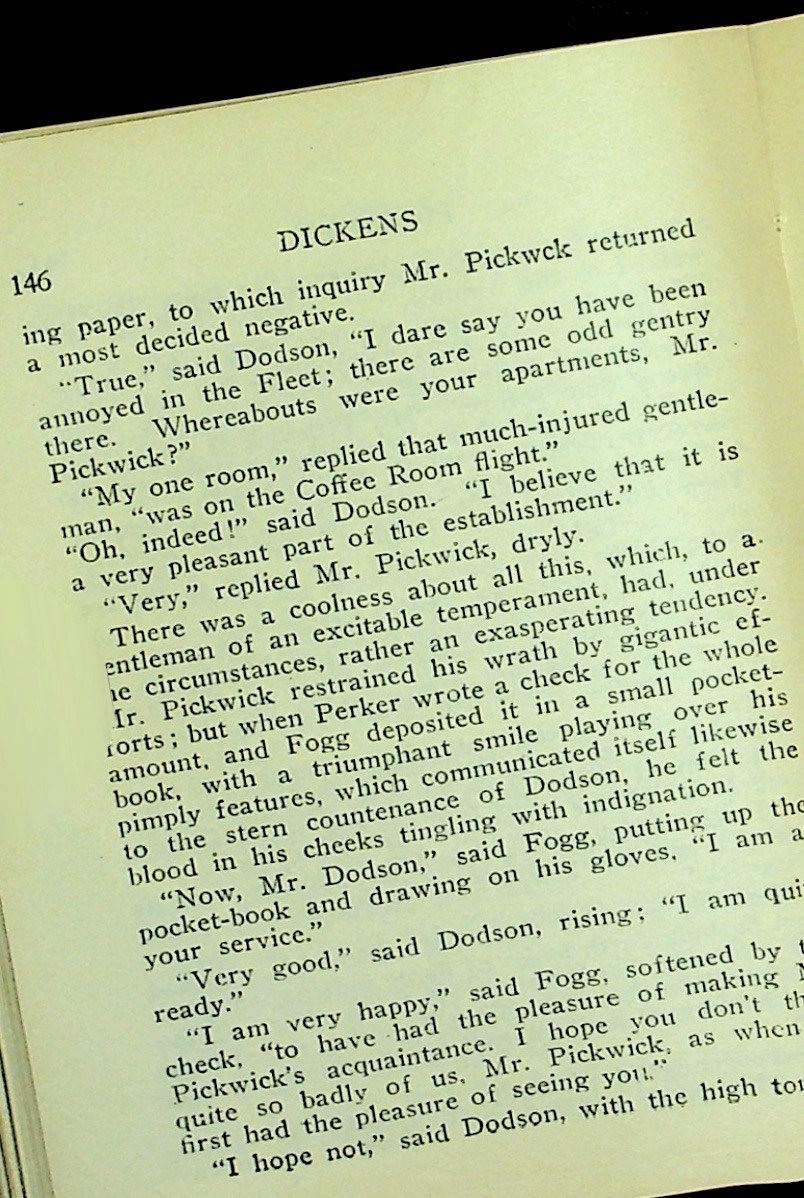 146
DICKENS
ing paper, to which inquiry Mr. Pickwck returned
a most decided negative.
“True,” said Dodson, “I dare say you have been
annoyed in the Fleet; there are some odd gentry
there. Whereabouts were your apartments, Mr.
Pickwick?”
“My one room,” replied that much-injured gentle-
man, “was on the Coffee Room flight.”
“Oh, indeed!” said Dodson. “I believe that it is
a very pleasant part of the establishment.”
“Very,” replied Mr. Pickwick, dryly.
There was a coolness about all this, which, to a
entleman of an excitable temperament, had, under
he circumstances, rather an exasperating tendency.
Ir. Pickwick restrained his wrath by gigantic ef-
forts; but when Perker wrote a check for the whole
amount, and Fogg deposited it in a small pocket-
book, with a triumphant smile playing over his
pimply features, which communicated itself likewise
to the stern countenance of Dodson, he felt the
blood in his cheeks tingling with indignation.
“Now, Mr. Dodson,” said Fogg, putting up the
pocket-book and drawing on his gloves, “I am a
your service.”
“Very good,” said Dodson, rising; “I am qui
ready.”
“I am very happy,” said Fogg, softened by t
check, “to have had the pleasure of making M
Pickwick's acquaintance. I hope you don't th
quite so badly of us, Mr. Pickwick, as when
first had the pleasure of seeing you.”
“I hope not,” said Dodson, with the high ton